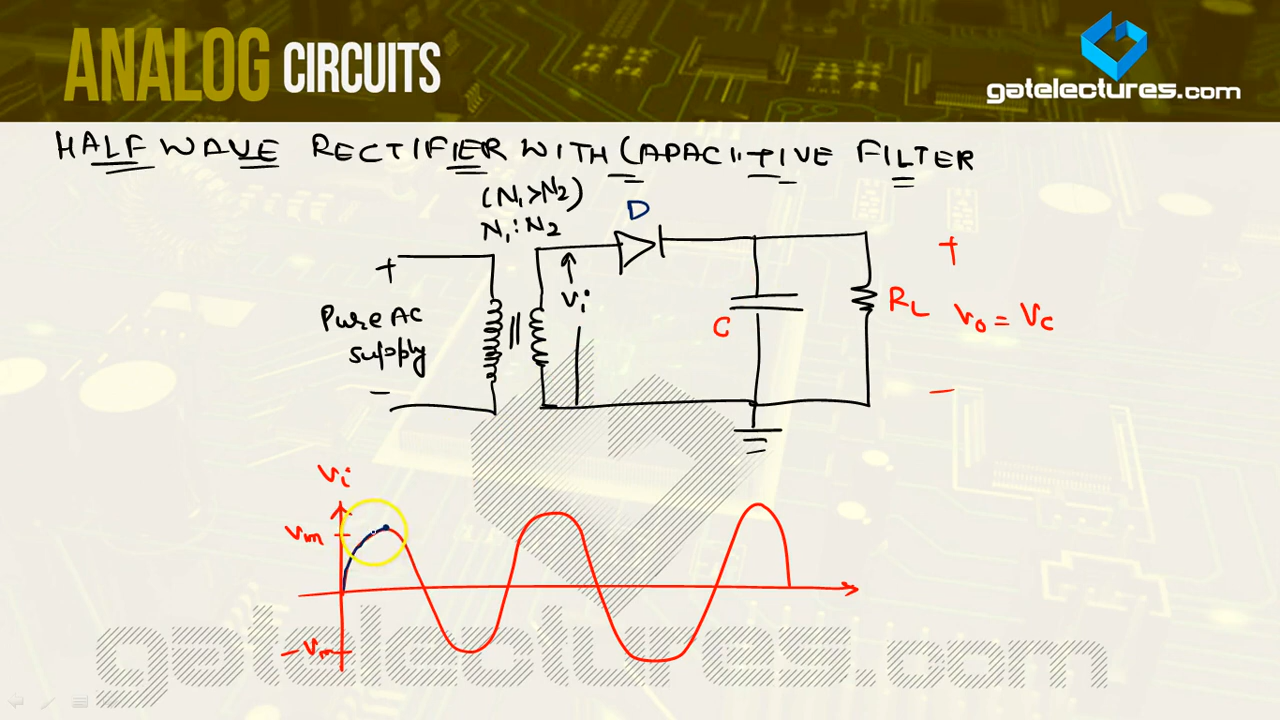 ANALOG CIRCUITS
gatelectures.com
HALF WAVE RECTIFIER WITH CAPACITIVE FILTER
(N₁>N₂)
N₁:N₂
D
+
Vi
Pure AC
supply
−
C
RL
+
V₀ = Vc
−
Vi
Vm
−Vm
gatelectures.com